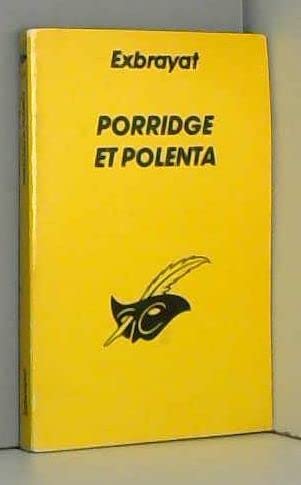 Exbrayat
PORRIDGE
ET POLENTA